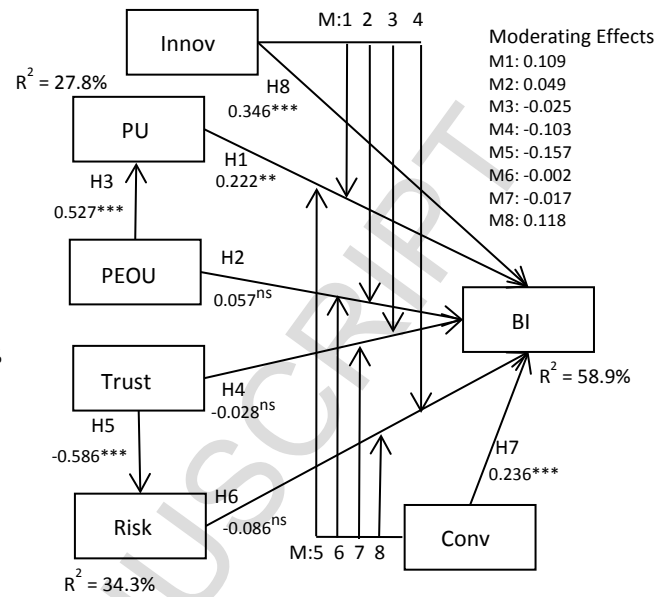 M:1 2 3 4
Innov
Moderating Effects
M1: 0.109
M2: 0.049
M3: -0.025
M4: -0.103
M5: -0.157
M6: -0.002
M7: -0.017
M8: 0.118
H8
0.346***
R² = 27.8%
PU
H1
0.222**
H3
0.527***
PEOU
H2
0.057ⁿˢ
BI
R² = 58.9%
Trust
H4
-0.028ⁿˢ
H5
-0.586***
H7
0.236***
Risk
H6
-0.086ⁿˢ
R² = 34.3%
M:5 6 7 8
Conv
USCRIPT